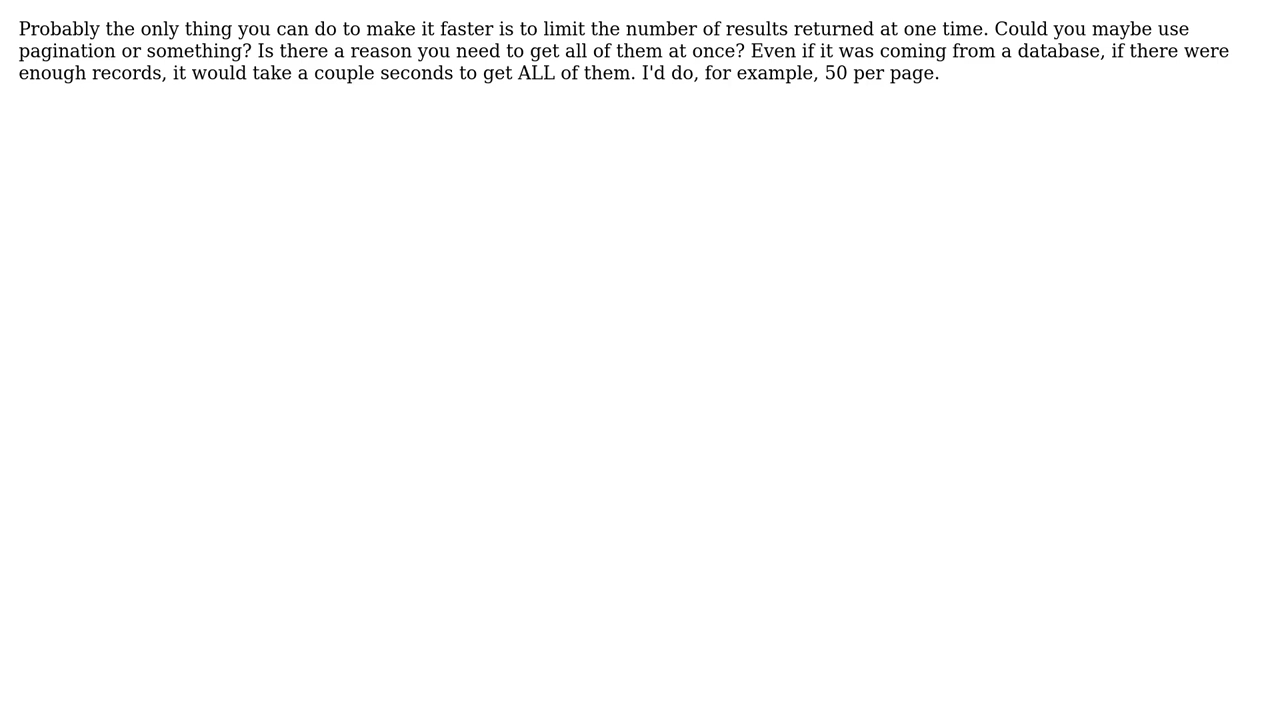 Probably the only thing you can do to make it faster is to limit the number of results returned at one time. Could you maybe use
pagination or something? Is there a reason you need to get all of them at once? Even if it was coming from a database, if there were
enough records, it would take a couple seconds to get ALL of them. I'd do, for example, 50 per page.